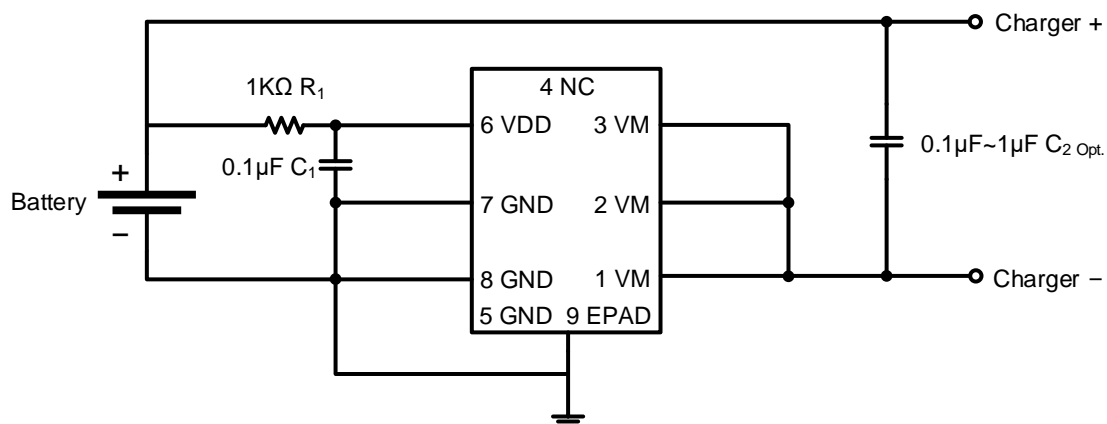 Charger +
4 NC
1KΩ R₁
6 VDD
3 VM
0.1µF C₁
0.1µF~1µF C₂ Opt.
+
Battery
−
7 GND
2 VM
8 GND
1 VM
Charger −
5 GND
9 EPAD